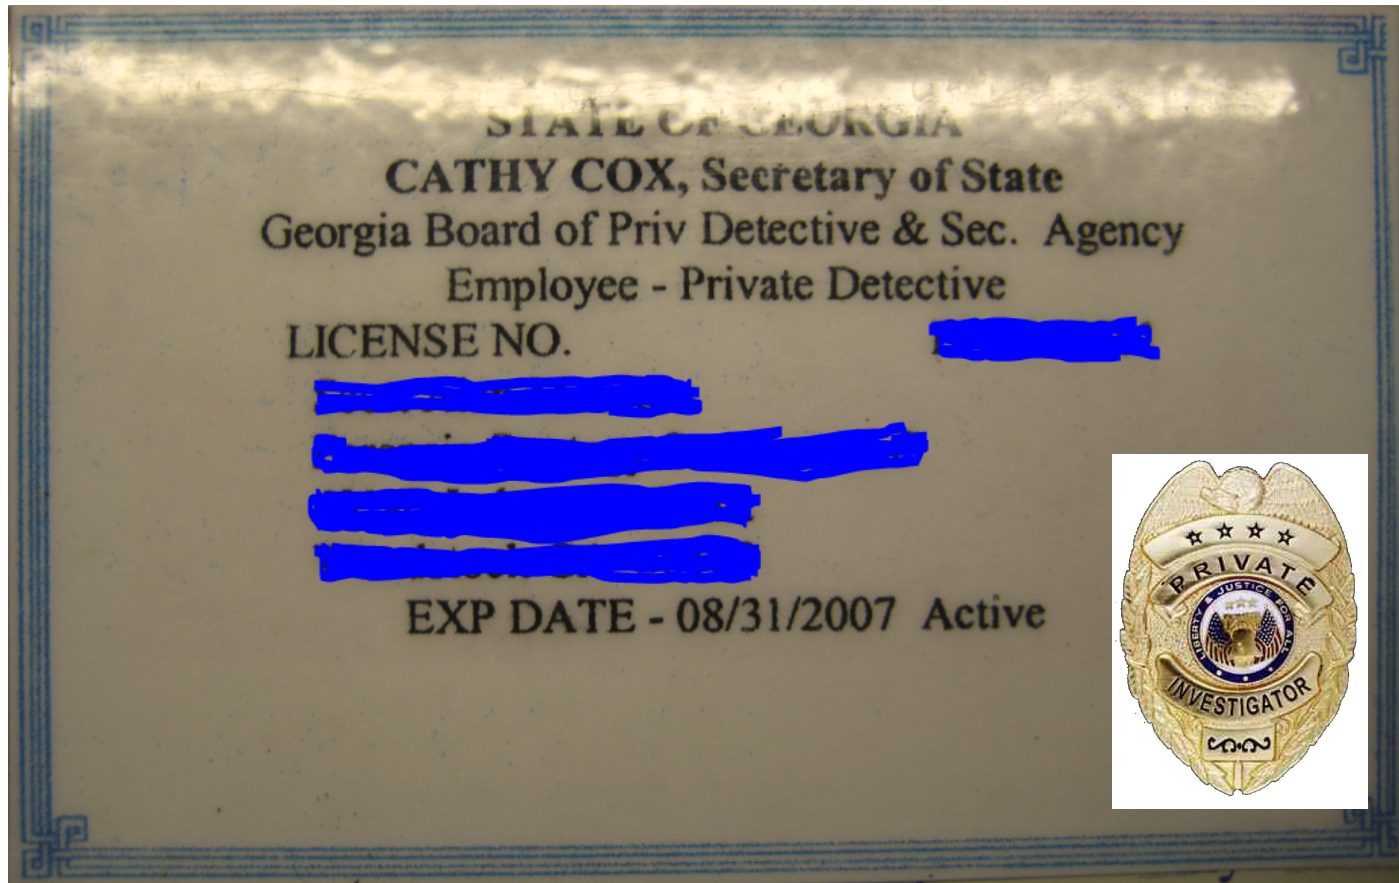 STATE OF GEORGIA
CATHY COX, Secretary of State
Georgia Board of Priv Detective & Sec. Agency
Employee - Private Detective
LICENSE NO.
EXP DATE - 08/31/2007 Active
PRIVATE
LIBERTY & JUSTICE FOR ALL
INVESTIGATOR